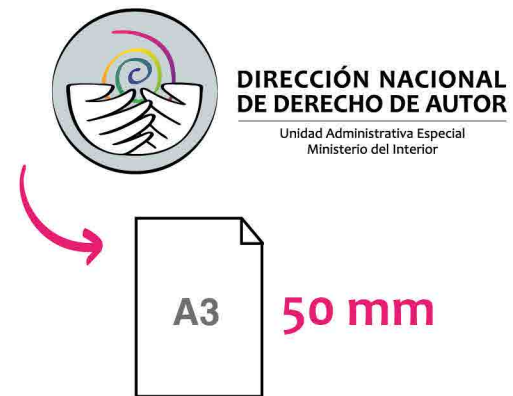 DIRECCIÓN NACIONAL
DE DERECHO DE AUTOR
Unidad Administrativa Especial
Ministerio del Interior
A3
50 mm